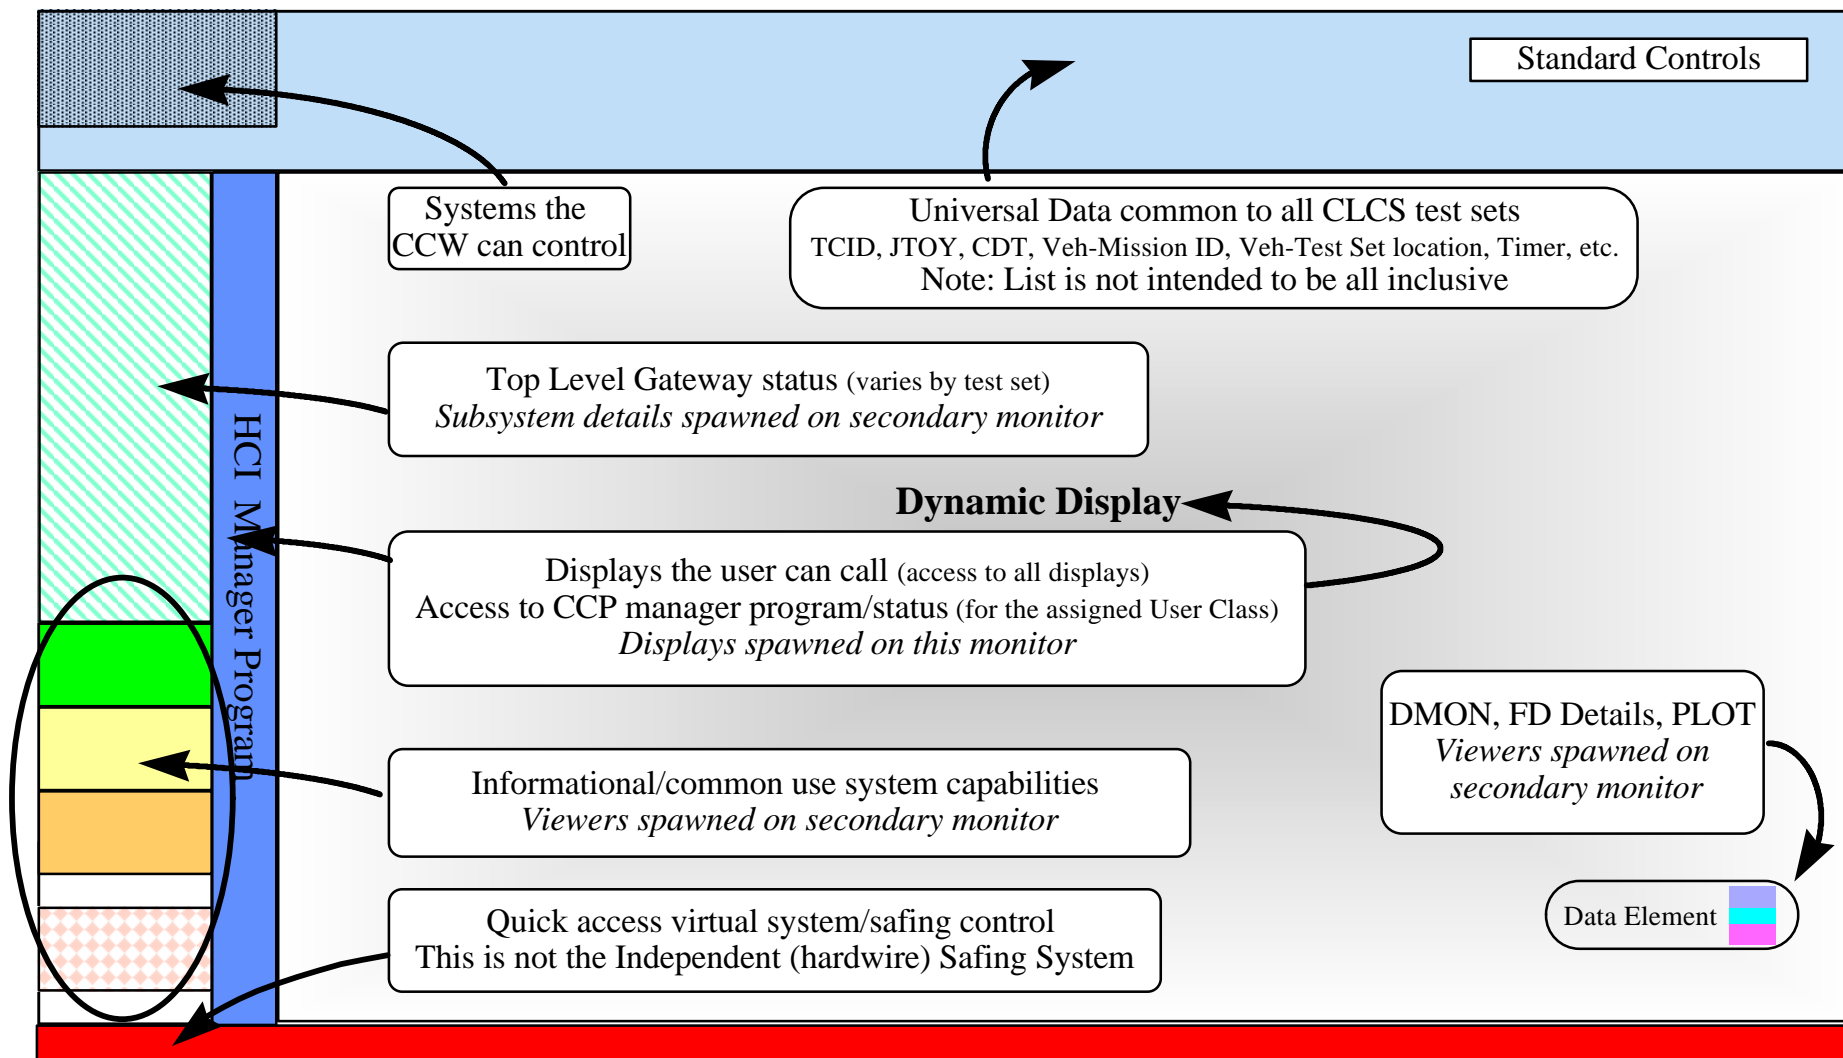 Standard Controls
Systems the
CCW can control
Universal Data common to all CLCS test sets
TCID, JTOY, CDT, Veh-Mission ID, Veh-Test Set location, Timer, etc.
Note: List is not intended to be all inclusive
Top Level Gateway status (varies by test set)
Subsystem details spawned on secondary monitor
HCI Manager Program
Dynamic Display
Displays the user can call (access to all displays)
Access to CCP manager program/status (for the assigned User Class)
Displays spawned on this monitor
DMON, FD Details, PLOT
Viewers spawned on
secondary monitor
Informational/common use system capabilities
Viewers spawned on secondary monitor
Data Element
Quick access virtual system/safing control
This is not the Independent (hardwire) Safing System